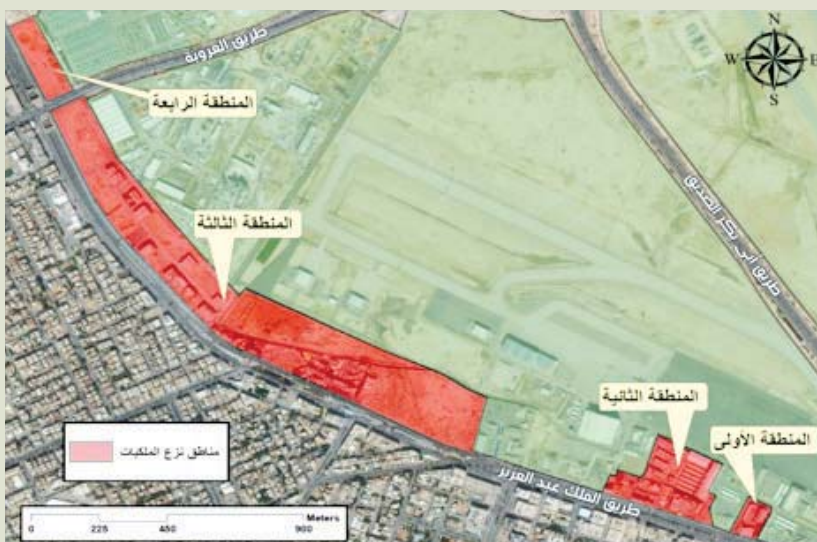 N
W
E
S
طريق العروبة
المنطقة الرابعة
طريق أبي بكر الصديق
المنطقة الثالثة
المنطقة الثانية
المنطقة الأولى
مناطق نزع الملكيات
طريق الملك عبد العزيز
Meters
0 225 450 900